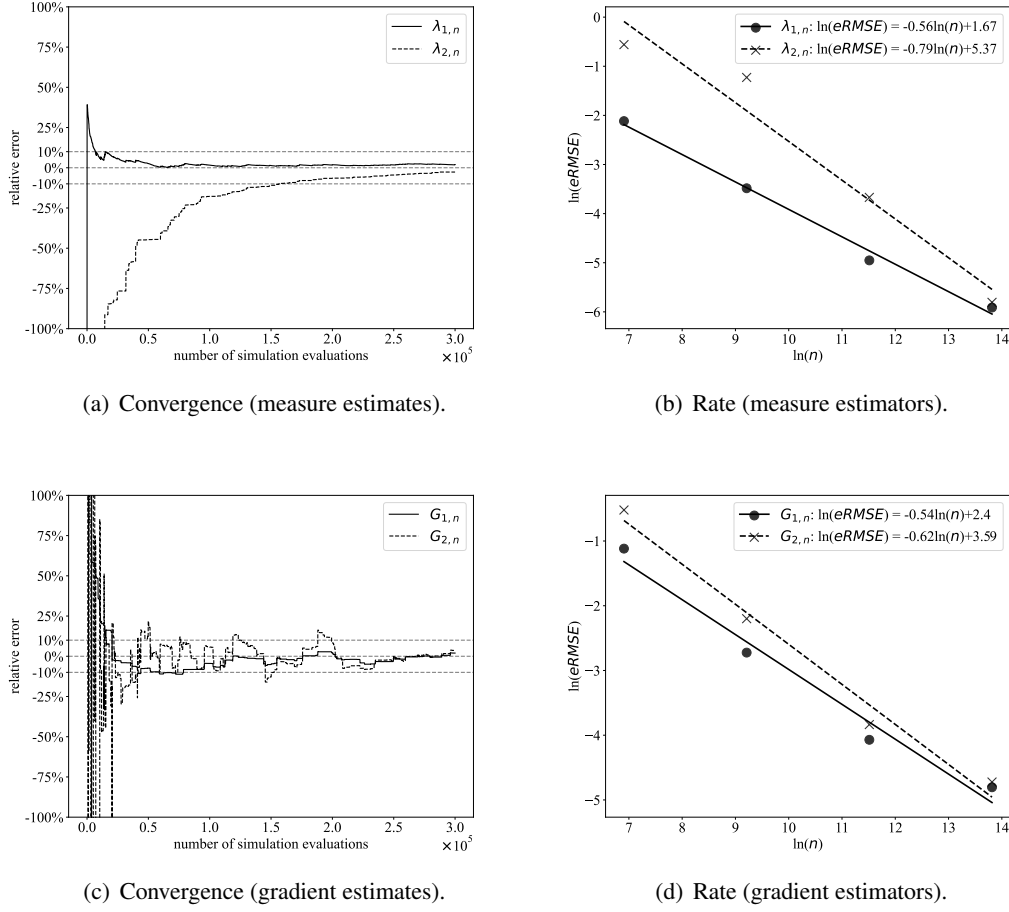 100%
75%
50%
25%
10%
0%
-10%
-25%
-50%
-75%
-100%
relative error
λ1,n
λ2,n
0.0 0.5 1.0 1.5 2.0 2.5 3.0
number of simulation evaluations
×10^5
(a) Convergence (measure estimates).
0
−1
−2
−3
−4
−5
−6
ln(eRMSE)
λ1,n: ln(eRMSE) = -0.56ln(n)+1.67
λ2,n: ln(eRMSE) = -0.79ln(n)+5.37
7 8 9 10 11 12 13 14
ln(n)
(b) Rate (measure estimators).
100%
75%
50%
25%
10%
0%
-10%
-25%
-50%
-75%
-100%
relative error
G1,n
G2,n
0.0 0.5 1.0 1.5 2.0 2.5 3.0
number of simulation evaluations
×10^5
(c) Convergence (gradient estimates).
−1
−2
−3
−4
−5
ln(eRMSE)
G1,n: ln(eRMSE) = -0.54ln(n)+2.4
G2,n: ln(eRMSE) = -0.62ln(n)+3.59
7 8 9 10 11 12 13 14
ln(n)
(d) Rate (gradient estimators).